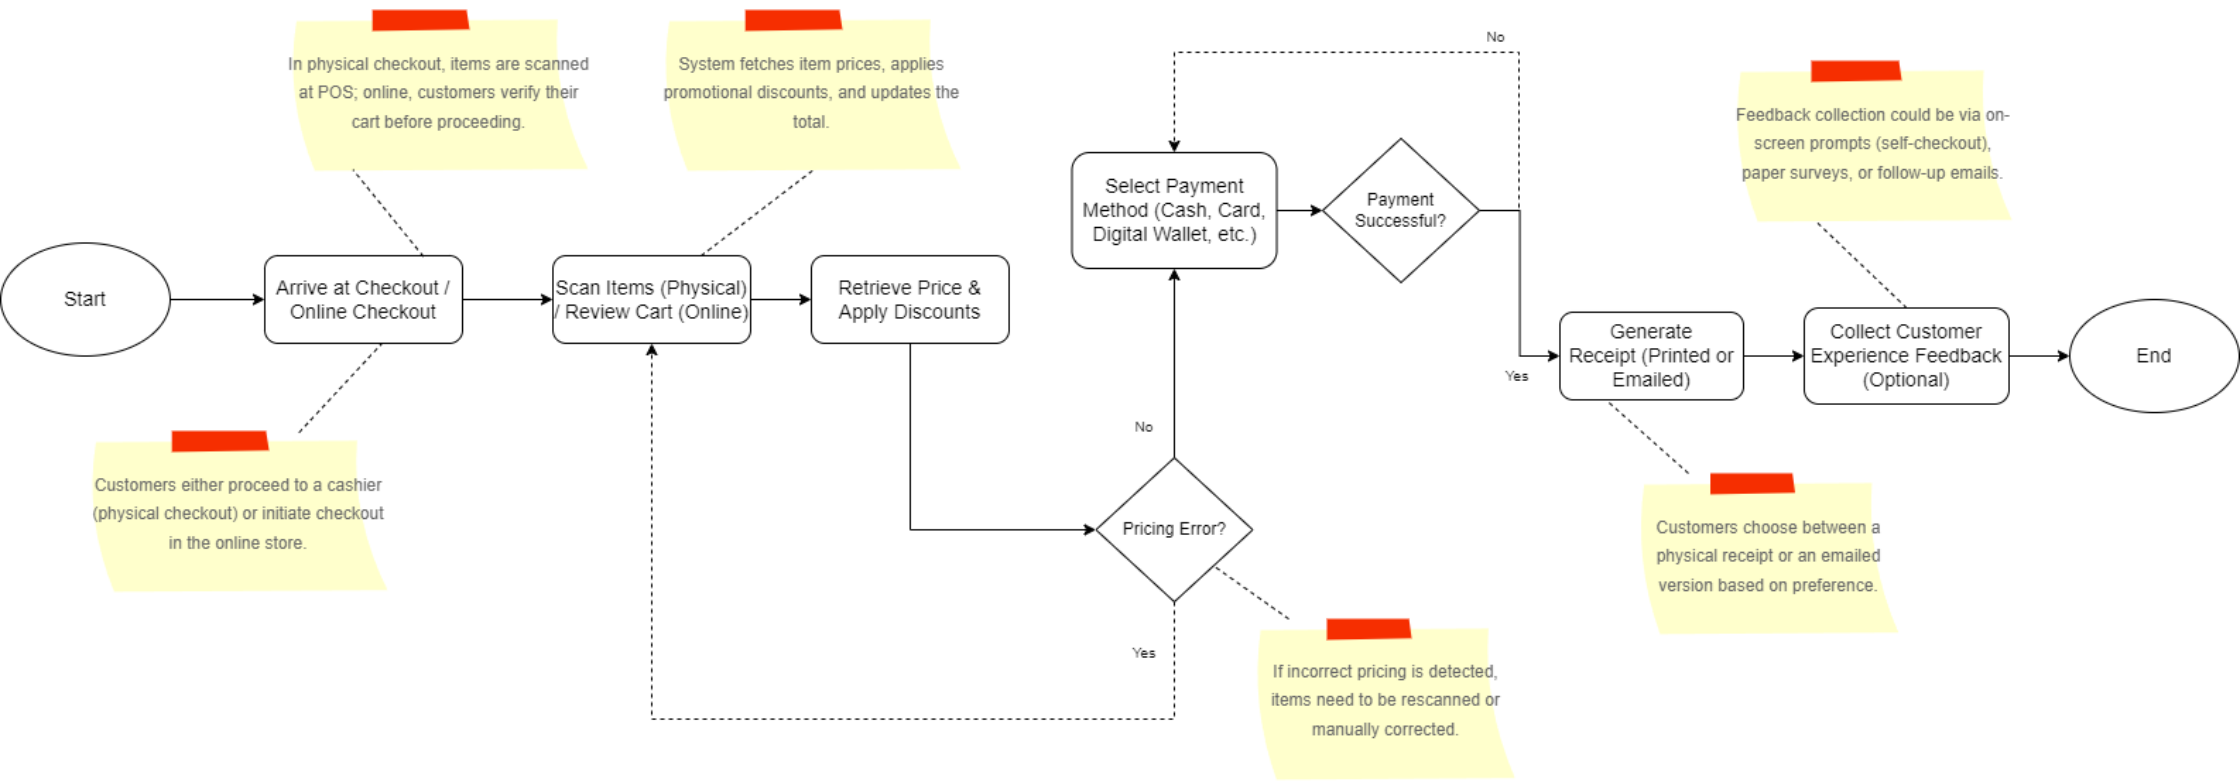 In physical checkout, items are scanned
at POS; online, customers verify their
cart before proceeding.
System fetches item prices, applies
promotional discounts, and updates the
total.
No
Feedback collection could be via on-
screen prompts (self-checkout),
paper surveys, or follow-up emails.
Start
Arrive at Checkout /
Online Checkout
Scan Items (Physical)
/ Review Cart (Online)
Retrieve Price &
Apply Discounts
Select Payment
Method (Cash, Card,
Digital Wallet, etc.)
Payment
Successful?
Yes
Generate
Receipt (Printed or
Emailed)
Collect Customer
Experience Feedback
(Optional)
End
No
Customers either proceed to a cashier
(physical checkout) or initiate checkout
in the online store.
Pricing Error?
Yes
Customers choose between a
physical receipt or an emailed
version based on preference.
If incorrect pricing is detected,
items need to be rescanned or
manually corrected.